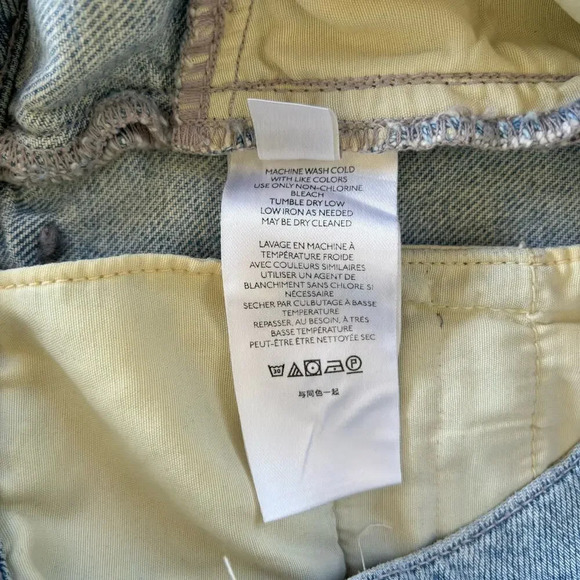 MACHINE WASH COLD
WITH LIKE COLORS
USE ONLY NON-CHLORINE
BLEACH
TUMBLE DRY LOW
LOW IRON AS NEEDED
MAY BE DRY CLEANED
LAVAGE EN MACHINE À
TEMPÉRATURE FROIDE
AVEC COULEURS SIMILAIRES
UTILISER UN AGENT DE
BLANCHIMENT SANS CHLORE SI
NÉCESSAIRE
SECHER PAR CULBUTAGE À BASSE
TEMPERATURE
REPASSER, AU BESOIN, À TRÈS
BASSE TEMPÉRATURE
PEUT-ÊTRE ÊTRE NETTOYÉE SEC
30 P
与同色一起